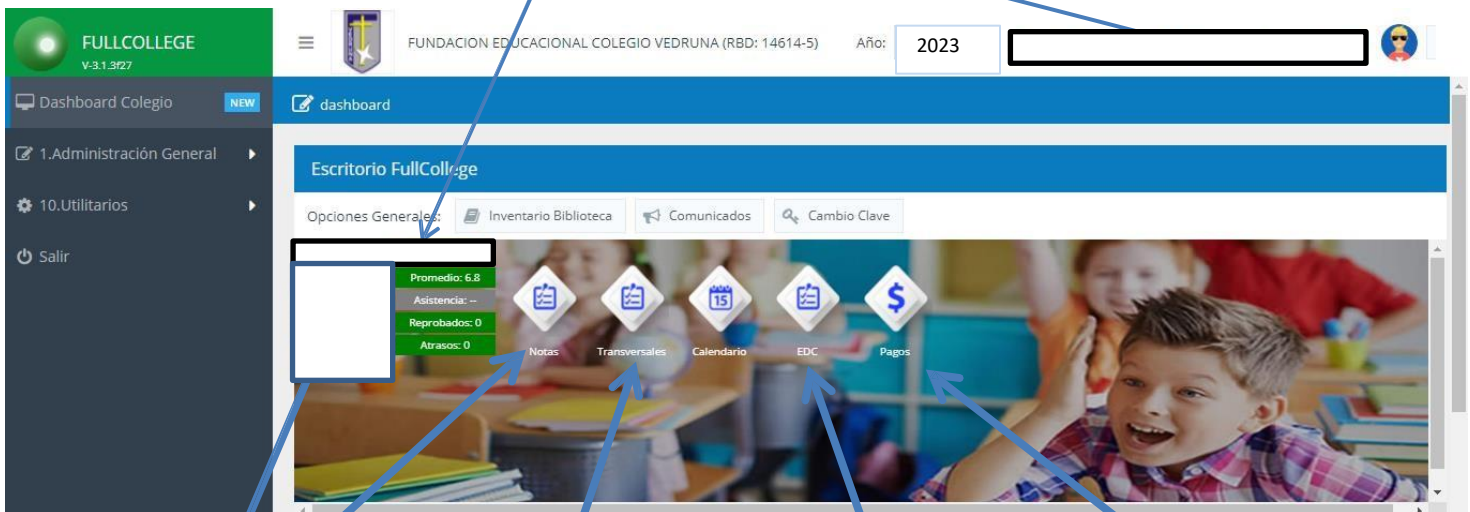 FULLCOLLEGE
V-3.1.3f27
FUNDACION EDUCACIONAL COLEGIO VEDRUNA (RBD: 14614-5)
Año:
2023
Dashboard Colegio
NEW
dashboard
1.Administración General
Escritorio FullCollege
10.Utilitarios
Opciones Generales:
Inventario Biblioteca
Comunicados
Cambio Clave
Salir
Promedio: 6.8
Asistencia: --
Reprobados: 0
Atrasos: 0
15
$
Notas
Transversales
Calendario
EDC
Pagos